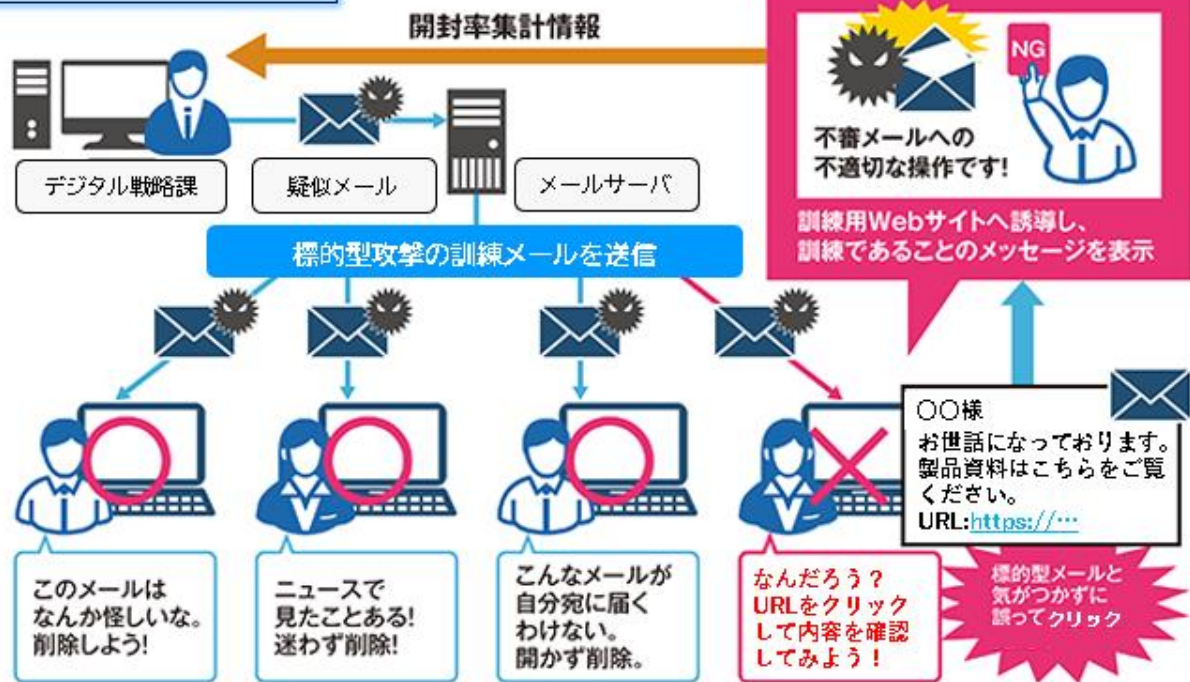 開封率集計情報
NG
不審メールへの
不適切な操作です!
訓練用Webサイトへ誘導し、
訓練であることのメッセージを表示
デジタル戦略課
疑似メール
メールサーバ
標的型攻撃の訓練メールを送信
〇〇様
お世話になっております。
製品資料はこちらをご覧
ください。
URL:https://…
このメールは
なんか怪しいな。
削除しよう!
ニュースで
見たことある!
迷わず削除!
こんなメールが
自分宛に届く
わけない。
開かず削除。
なんだろう？
URLをクリック
して内容を確認
してみよう！
標的型メールと
気がつかずに
誤ってクリック